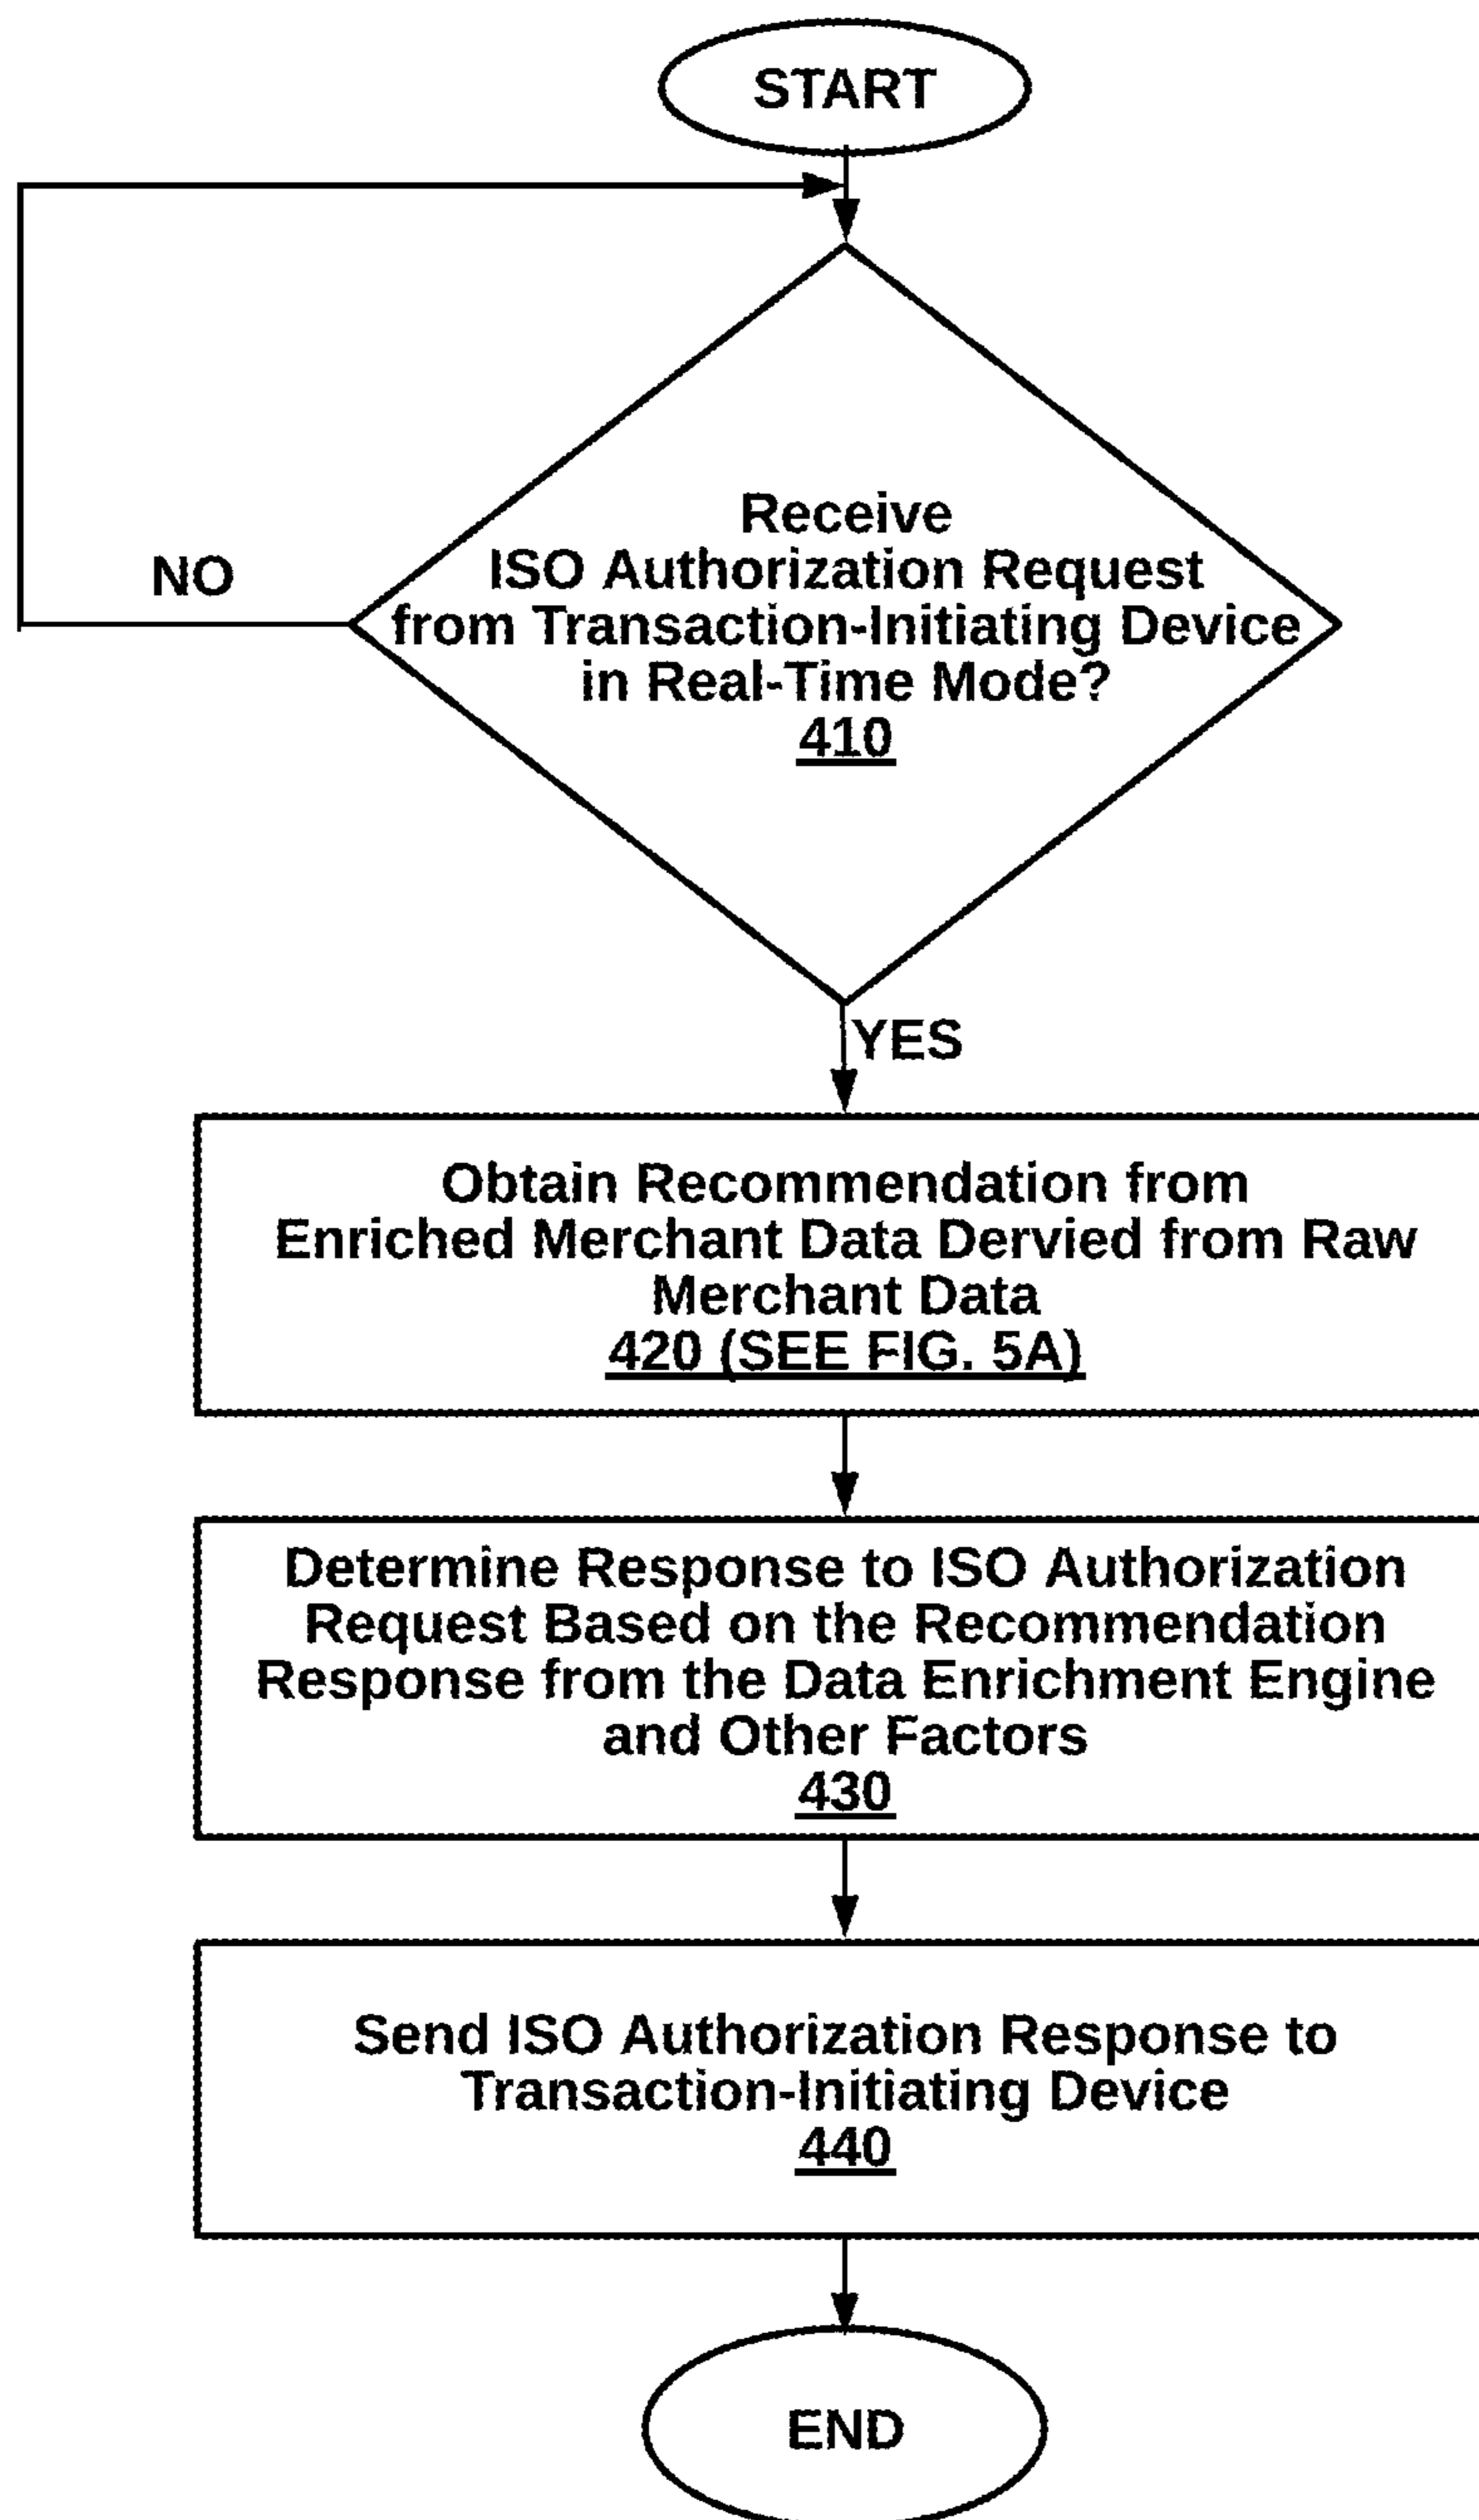 START
Receive
ISO Authorization Request
from Transaction-Initiating Device
in Real-Time Mode?
410
NO
YES
Obtain Recommendation from
Enriched Merchant Data Dervied from Raw
Merchant Data
420 (SEE FIG. 5A)
Determine Response to ISO Authorization
Request Based on the Recommendation
Response from the Data Enrichment Engine
and Other Factors
430
Send ISO Authorization Response to
Transaction-Initiating Device
440
END